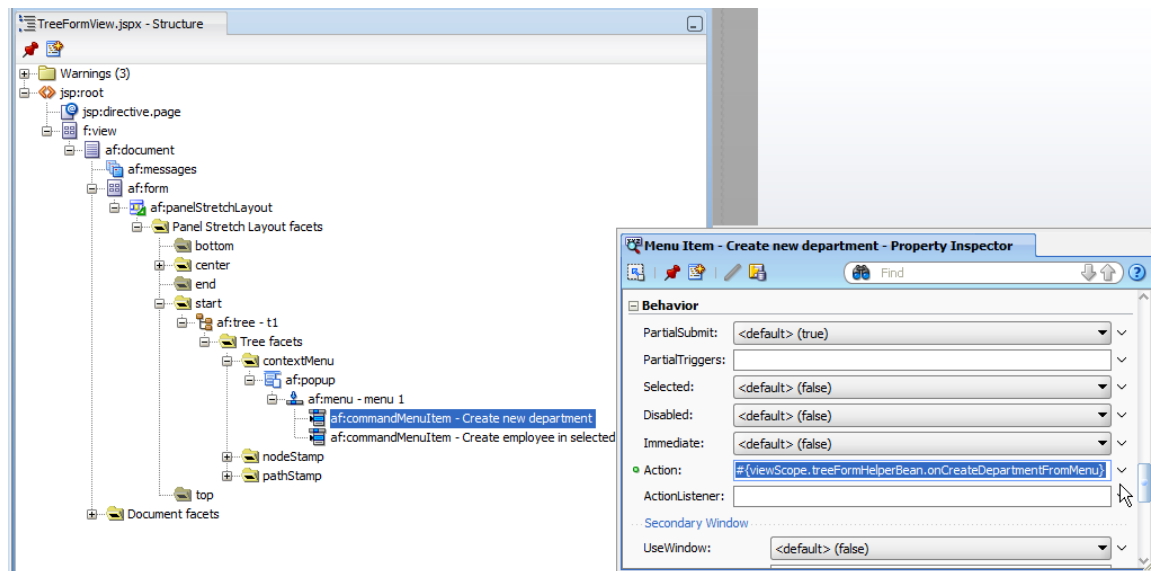 TreeFormView.jspx - Structure
Warnings (3)
jsp:root
jsp:directive.page
f:view
af:document
af:messages
af:form
af:panelStretchLayout
Panel Stretch Layout facets
bottom
center
end
start
af:tree - t1
Tree facets
contextMenu
af:popup
af:menu - menu 1
af:commandMenuItem - Create new department
af:commandMenuItem - Create employee in selected
nodeStamp
pathStamp
top
Document facets
Menu Item - Create new department - Property Inspector
Find
Behavior
PartialSubmit: <default> (true)
PartialTriggers:
Selected: <default> (false)
Disabled: <default> (false)
Immediate: <default> (false)
Action: #{viewScope.treeFormHelperBean.onCreateDepartmentFromMenu}
ActionListener:
Secondary Window
UseWindow: <default> (false)